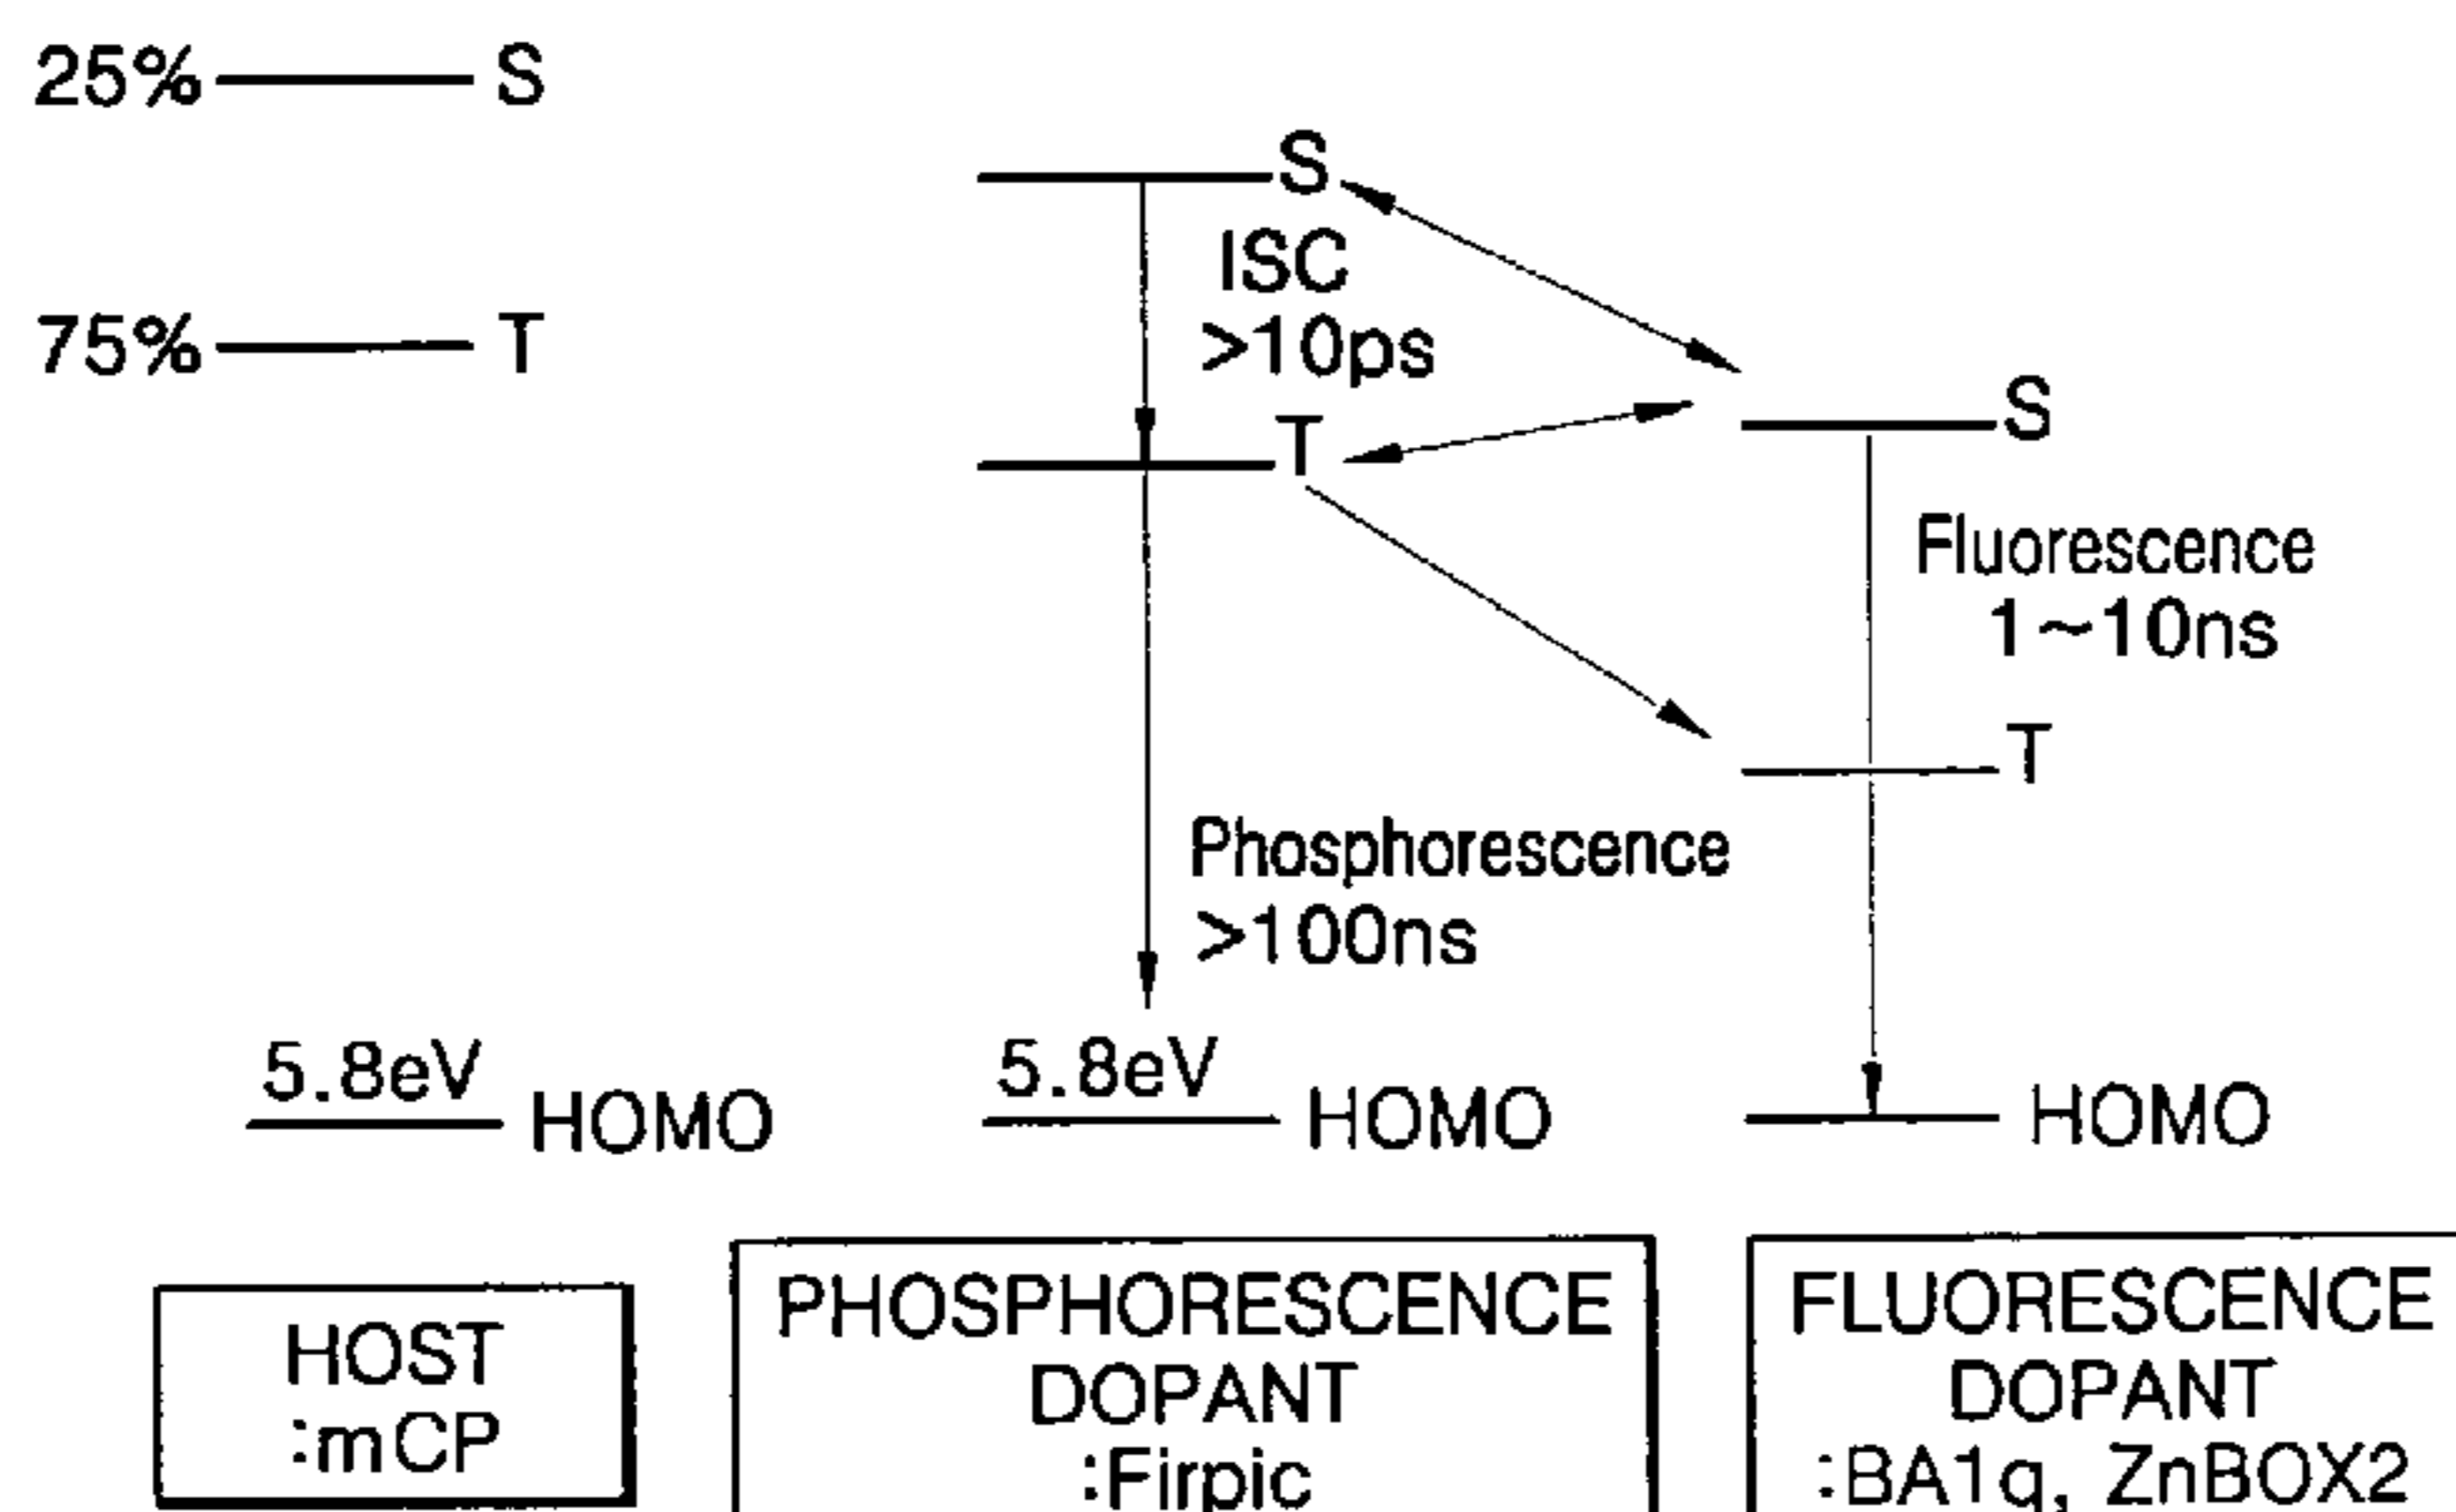 25% S
75% T
S
ISC
>10ps
T
S
Fluorescence
1~10ns
T
Phosphorescence
>100ns
5.8eV
HOMO
5.8eV
HOMO
HOMO
HOST
:mCP
PHOSPHORESCENCE
DOPANT
:Firpic
FLUORESCENCE
DOPANT
:BA1q, ZnBOX2